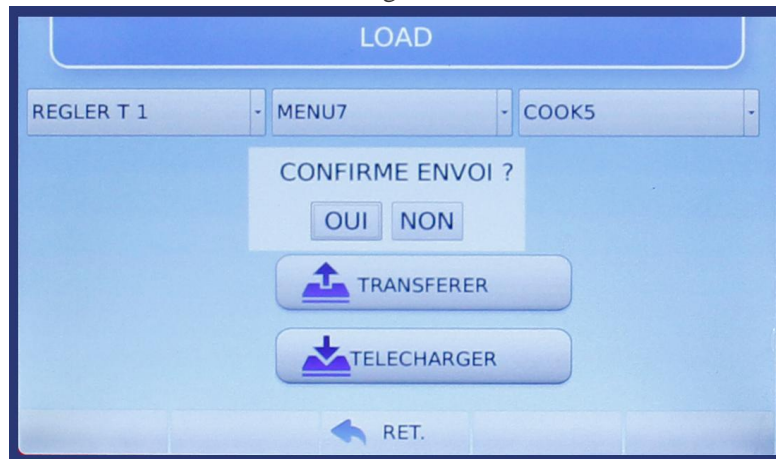 LOAD
REGLER T 1 MENU7 COOK5
CONFIRME ENVOI ?
OUI NON
TRANSFERER
TELECHARGER
RET.